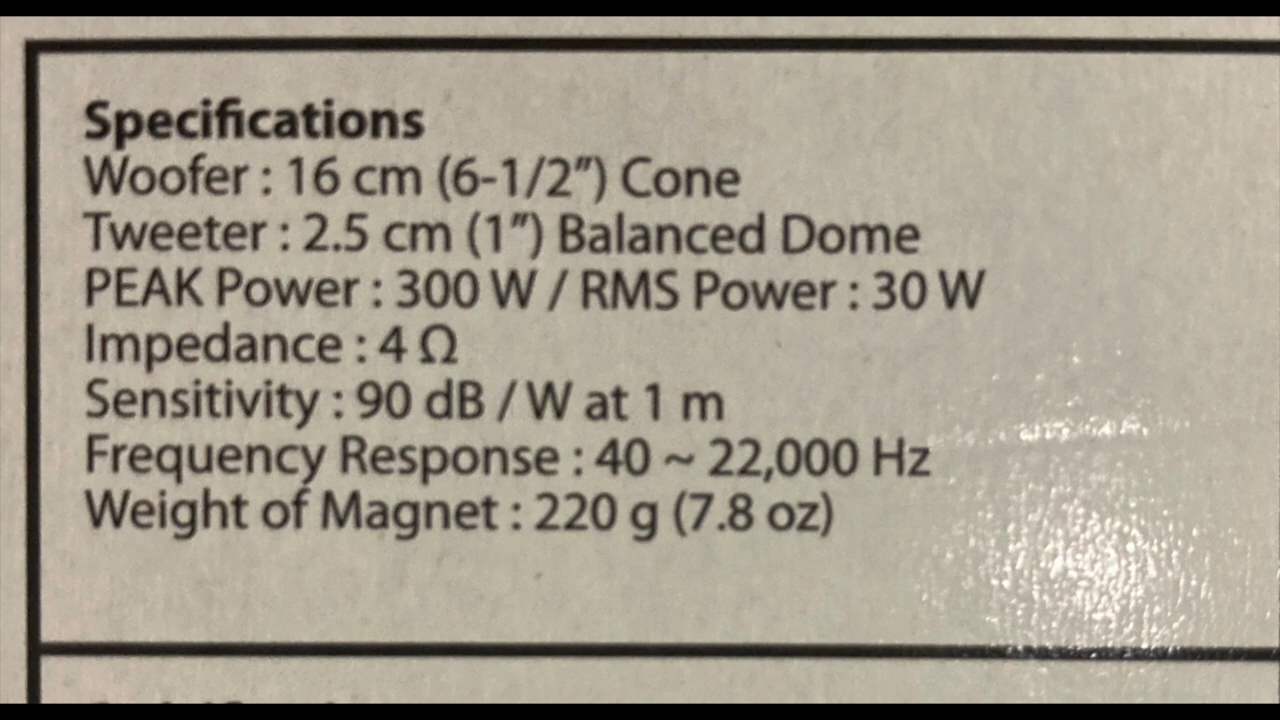 Specifications
Woofer : 16 cm (6-1/2″) Cone
Tweeter : 2.5 cm (1″) Balanced Dome
PEAK Power : 300 W / RMS Power : 30 W
Impedance : 4 Ω
Sensitivity : 90 dB / W at 1 m
Frequency Response : 40 ~ 22,000 Hz
Weight of Magnet : 220 g (7.8 oz)